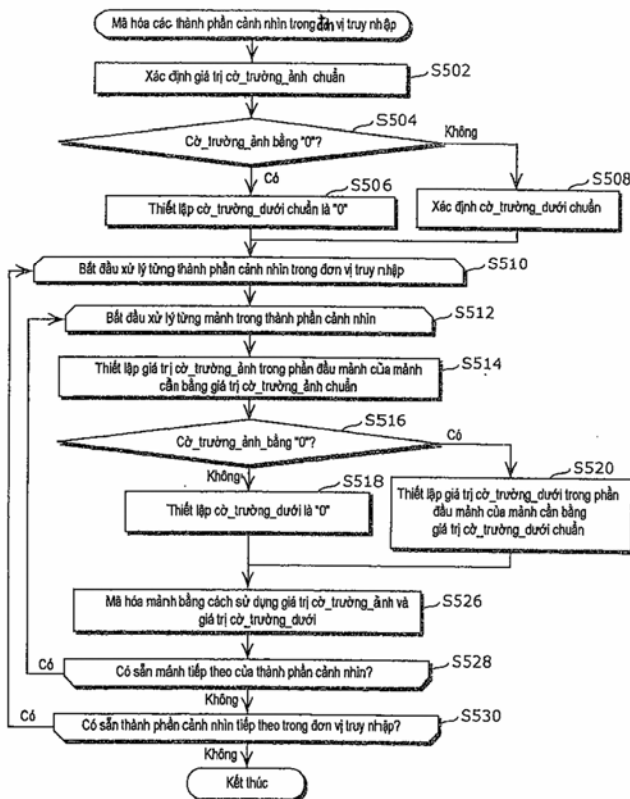 Mã hóa các thành phần cảnh nhìn trong đơn vị truy nhập
Xác định giá trị cờ_trường_ảnh chuẩn
S502
Cờ_trường_ảnh bằng "0"?
S504
Không
Có
Thiết lập cờ_trường_dưới chuẩn là "0"
S506
Xác định cờ_trường_dưới chuẩn
S508
Bắt đầu xử lý từng thành phần cảnh nhìn trong đơn vị truy nhập
S510
Bắt đầu xử lý từng mảnh trong thành phần cảnh nhìn
S512
Thiết lập giá trị cờ_trường_ảnh trong phần đầu mảnh của mảnh
cần bằng giá trị cờ_trường_ảnh chuẩn
S514
Cờ_trường_ảnh_bằng "0"?
S516
Có
Không
Thiết lập cờ_trường_dưới là "0"
S518
Thiết lập giá trị cờ_trường_dưới trong phần
đầu mảnh của mảnh cần bằng
giá trị cờ_trường_dưới chuẩn
S520
Mã hóa mảnh bằng cách sử dụng giá trị cờ_trường_ảnh và
giá trị cờ_trường_dưới
S526
Có
Có sẵn mảnh tiếp theo của thành phần cảnh nhìn?
S528
Không
Có
Có sẵn thành phần cảnh nhìn tiếp theo trong đơn vị truy nhập?
S530
Không
Kết thúc